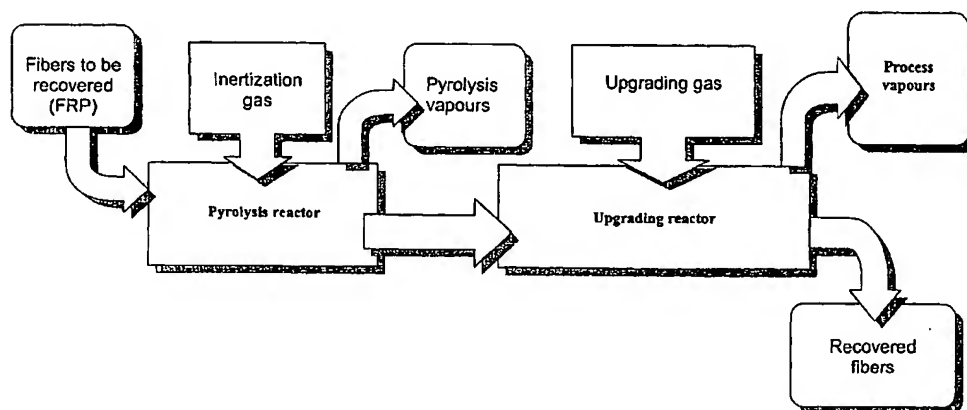 Fibers to be
recovered
(FRP)
Inertization
gas
Pyrolysis
vapours
Upgrading gas
Process
vapours
Pyrolysis reactor
Upgrading reactor
Recovered
fibers